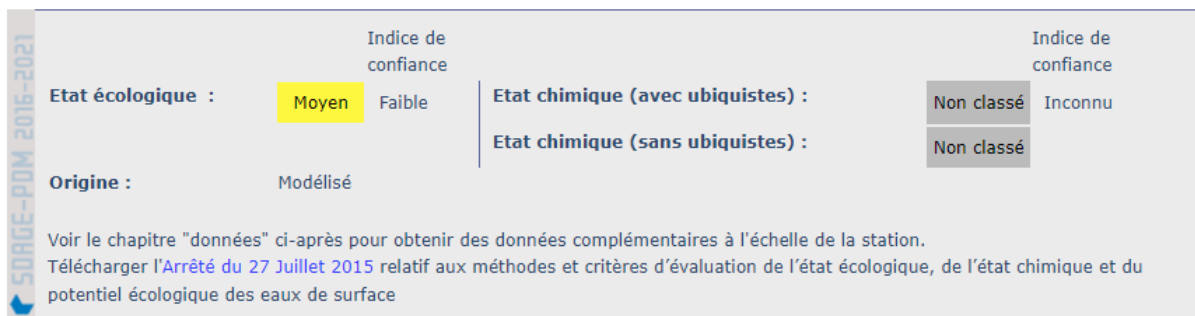 SDAGE-PDM 2016-2021
Indice de
confiance
Indice de
confiance
Etat écologique :
Moyen
Faible
Etat chimique (avec ubiquistes) :
Non classé
Inconnu
Etat chimique (sans ubiquistes) :
Non classé
Origine :
Modélisé
Voir le chapitre "données" ci-après pour obtenir des données complémentaires à l'échelle de la station.
Télécharger l'Arrêté du 27 Juillet 2015 relatif aux méthodes et critères d’évaluation de l’état écologique, de l’état chimique et du
potentiel écologique des eaux de surface